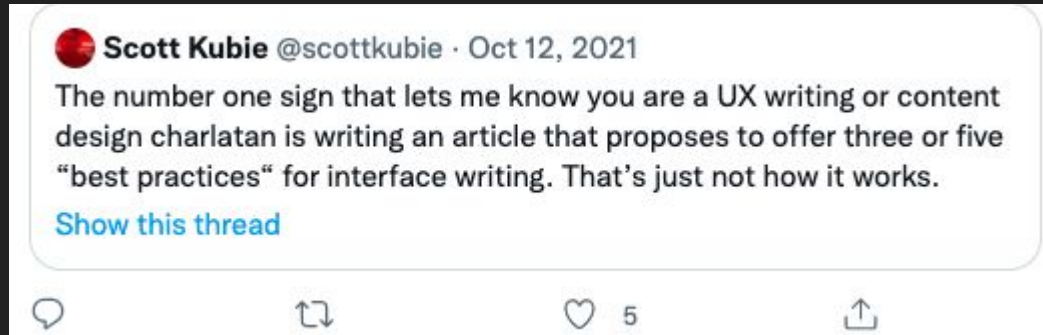 Scott Kubie @scottkubie · Oct 12, 2021
The number one sign that lets me know you are a UX writing or content
design charlatan is writing an article that proposes to offer three or five
“best practices“ for interface writing. That’s just not how it works.
Show this thread
5